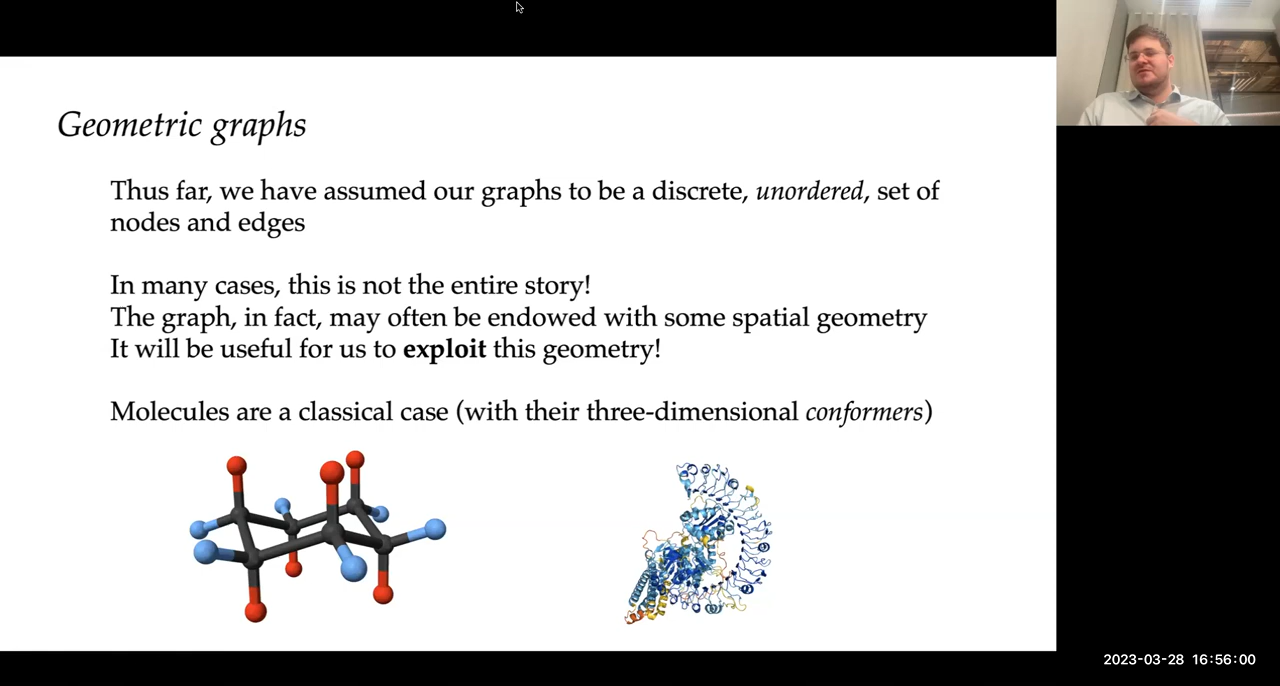 Geometric graphs
Thus far, we have assumed our graphs to be a discrete, unordered, set of
nodes and edges
In many cases, this is not the entire story!
The graph, in fact, may often be endowed with some spatial geometry
It will be useful for us to exploit this geometry!
Molecules are a classical case (with their three-dimensional conformers)
2023-03-28 16:56:00